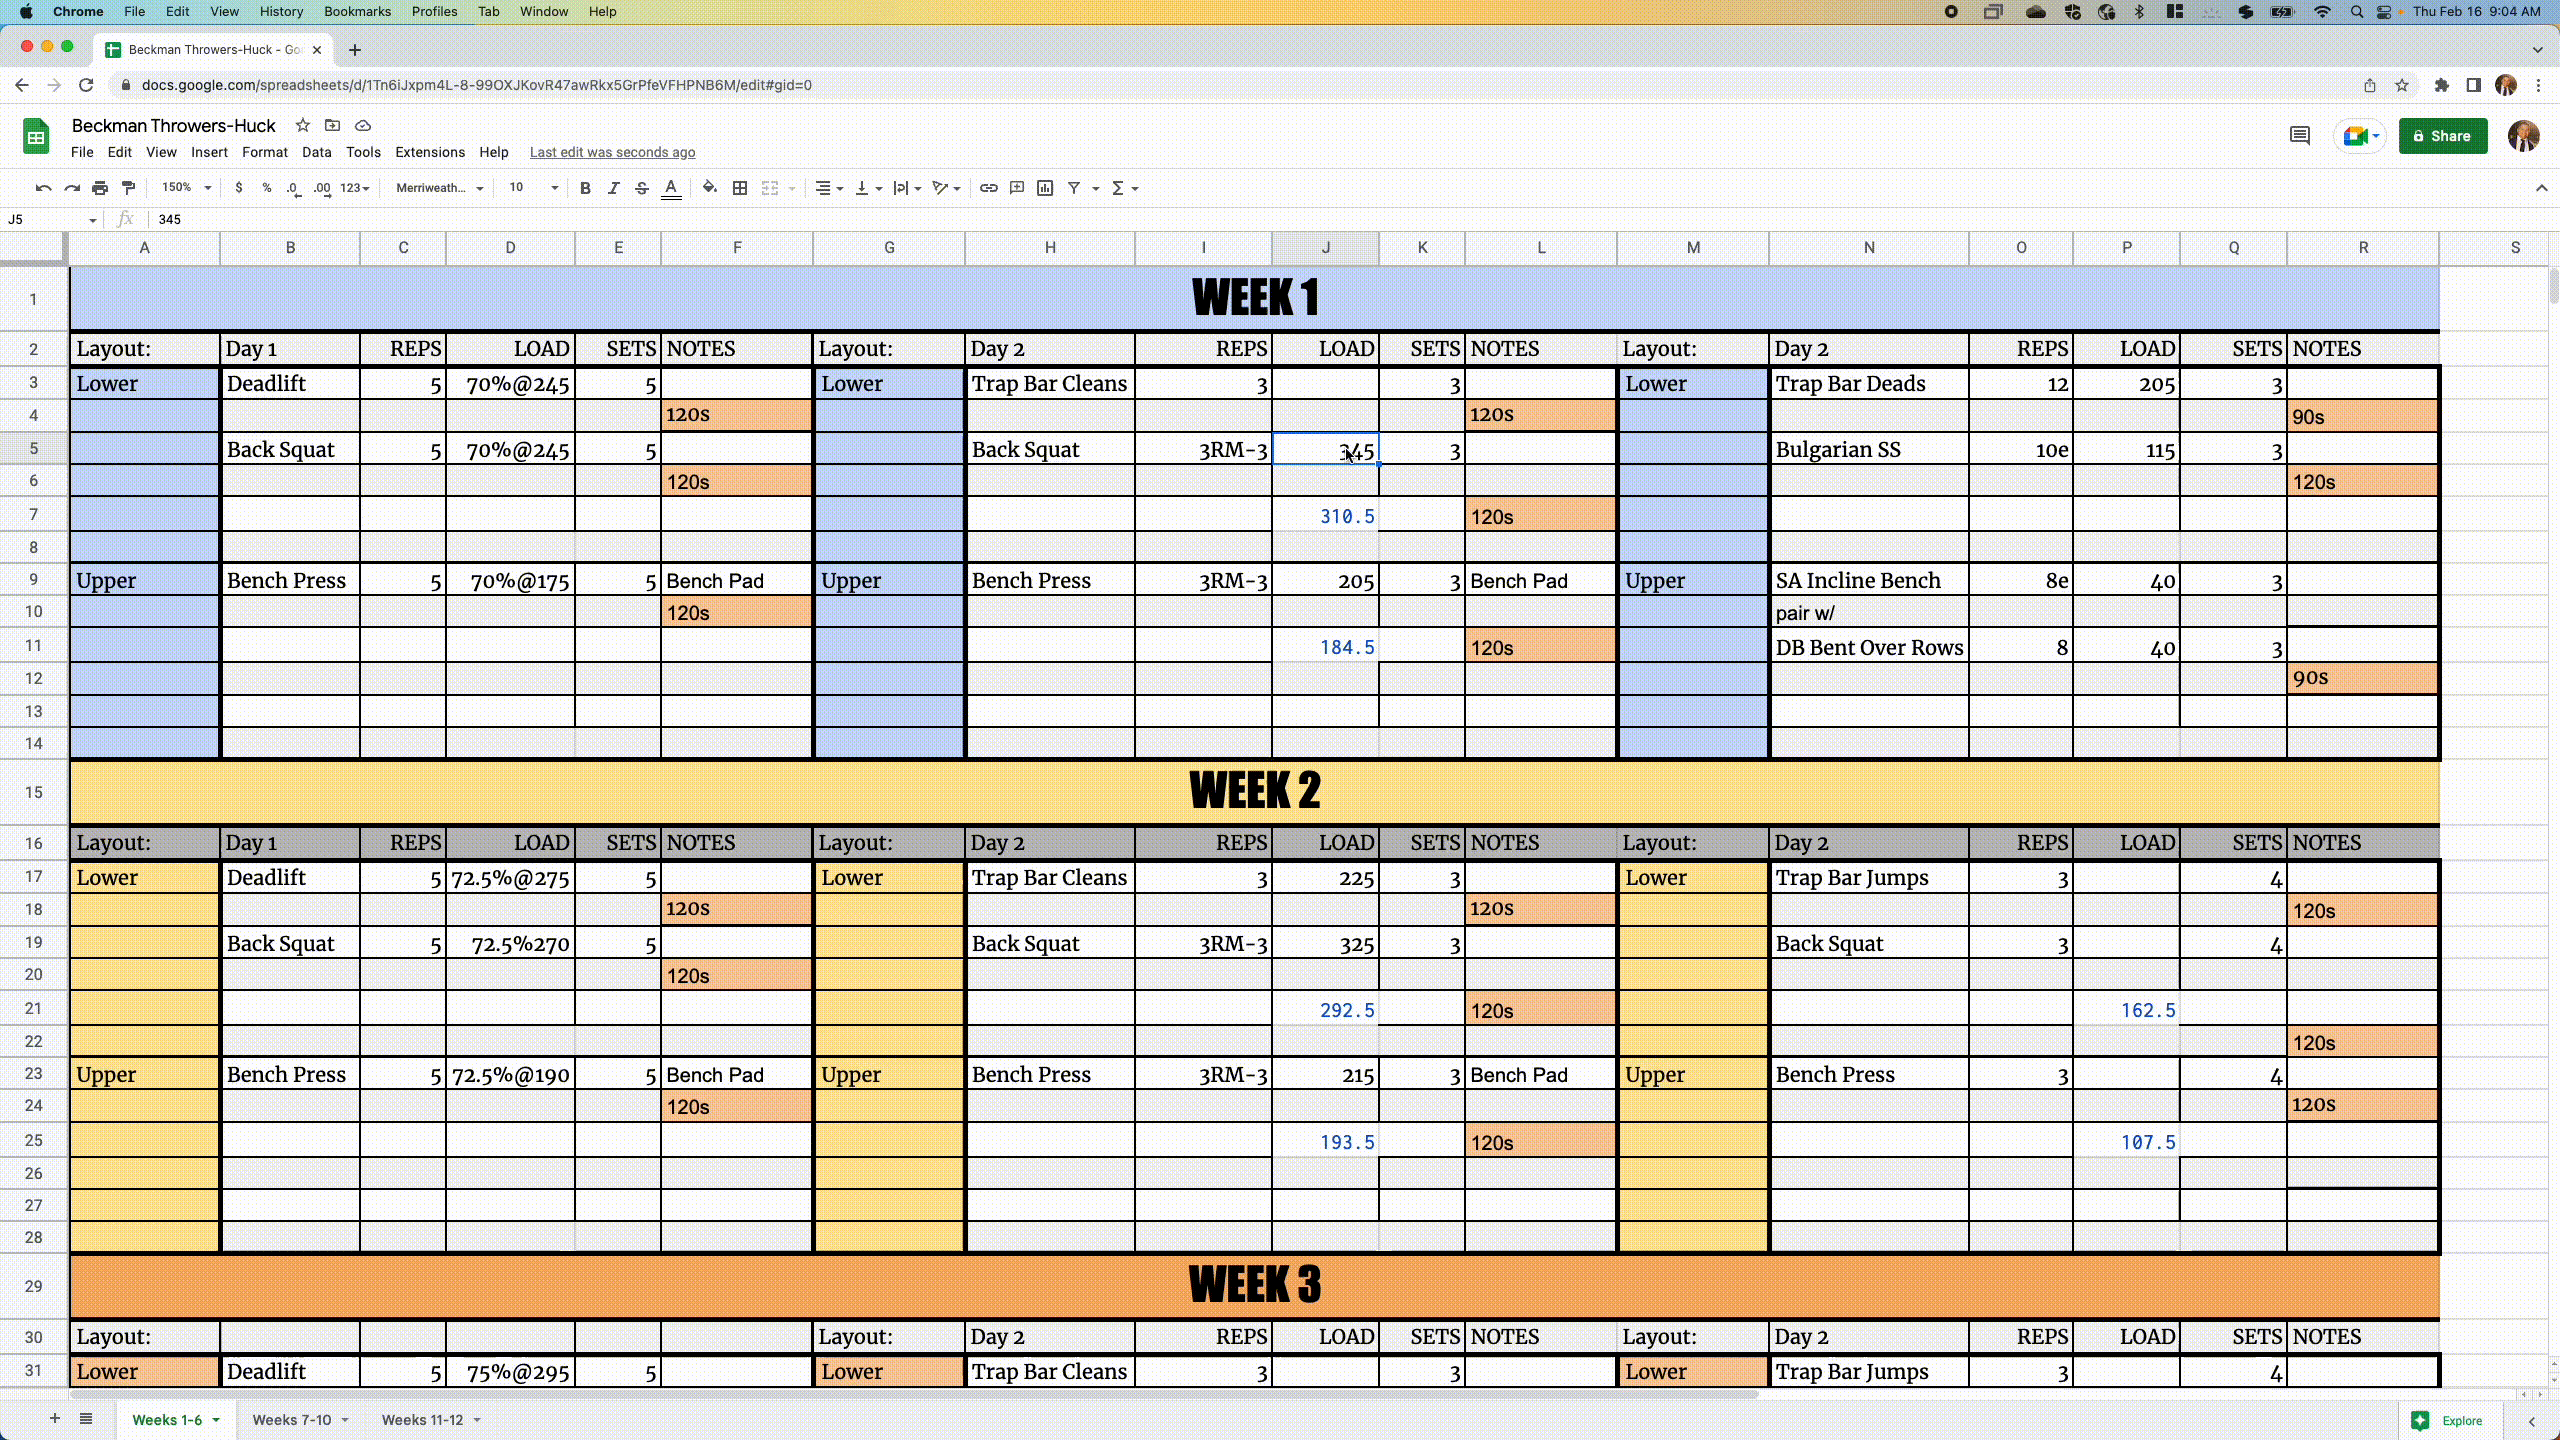 Chrome File Edit View History Bookmarks Profiles Tab Window Help Thu Feb 16 9:04 AM
Beckman Throwers-Huck - Go
docs.google.com/spreadsheets/d/1Tn6iJxpm4L-8-99OXJKovR47awRkx5GrPfeVFHPNB6M/edit#gid=0
Beckman Throwers-Huck
File Edit View Insert Format Data Tools Extensions Help Last edit was seconds ago Share
150% $ % .0 .00 123 Merriweath... 10 B I S A
J5 fx 345
A B C D E F G H I J K L M N O P Q R S
1 WEEK 1
2 Layout: Day 1 REPS LOAD SETS NOTES Layout: Day 2 REPS LOAD SETS NOTES Layout: Day 2 REPS LOAD SETS NOTES
3 Lower Deadlift 5 70%@245 5 Lower Trap Bar Cleans 3 3 Lower Trap Bar Deads 12 205 3
4 120s 120s 90s
5 Back Squat 5 70%@245 5 Back Squat 3RM-3 345 3 Bulgarian SS 10e 115 3
6 120s 120s
7 310.5 120s
8
9 Upper Bench Press 5 70%@175 5 Bench Pad Upper Bench Press 3RM-3 205 3 Bench Pad Upper SA Incline Bench 8e 40 3
10 120s pair w/
11 184.5 120s DB Bent Over Rows 8 40 3
12 90s
13
14
15 WEEK 2
16 Layout: Day 1 REPS LOAD SETS NOTES Layout: Day 2 REPS LOAD SETS NOTES Layout: Day 2 REPS LOAD SETS NOTES
17 Lower Deadlift 5 72.5%@275 5 Lower Trap Bar Cleans 3 225 3 Lower Trap Bar Jumps 3 4
18 120s 120s 120s
19 Back Squat 5 72.5%270 5 Back Squat 3RM-3 325 3 Back Squat 3 4
20 120s
21 292.5 120s 162.5
22 120s
23 Upper Bench Press 5 72.5%@190 5 Bench Pad Upper Bench Press 3RM-3 215 3 Bench Pad Upper Bench Press 3 4
24 120s 120s
25 193.5 120s 107.5
26
27
28
29 WEEK 3
30 Layout: Layout: Day 2 REPS LOAD SETS NOTES Layout: Day 2 REPS LOAD SETS NOTES
31 Lower Deadlift 5 75%@295 5 Lower Trap Bar Cleans 3 3 Lower Trap Bar Jumps 3 4
Weeks 1-6 Weeks 7-10 Weeks 11-12 Explore